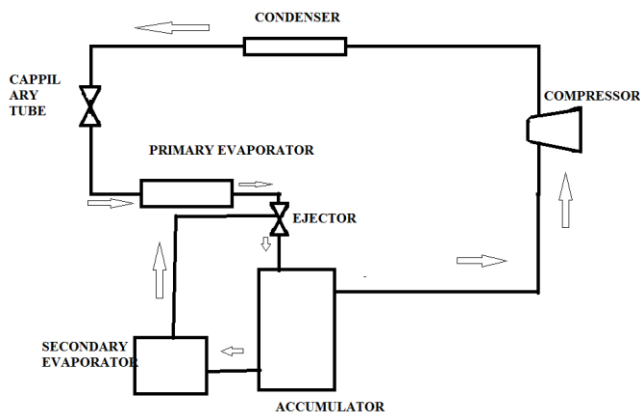 CONDENSER
CAPPIL
ARY
TUBE
COMPRESSOR
PRIMARY EVAPORATOR
EJECTOR
SECONDARY
EVAPORATOR
ACCUMULATOR